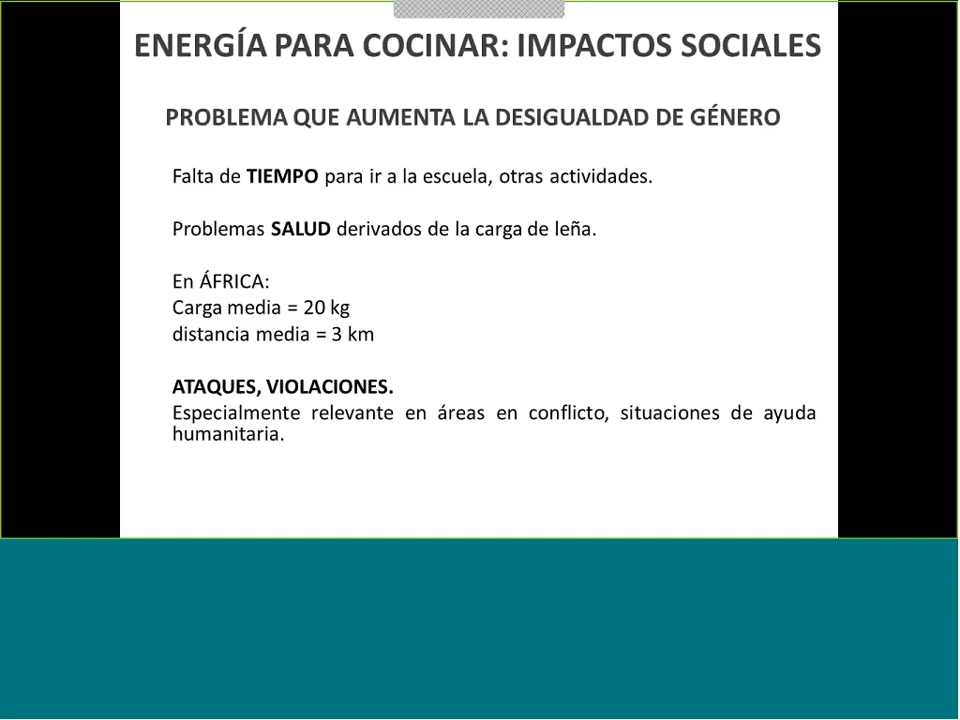 ENERGÍA PARA COCINAR: IMPACTOS SOCIALES
PROBLEMA QUE AUMENTA LA DESIGUALDAD DE GÉNERO
Falta de TIEMPO para ir a la escuela, otras actividades.
Problemas SALUD derivados de la carga de leña.
En ÁFRICA:
Carga media = 20 kg
distancia media = 3 km
ATAQUES, VIOLACIONES.
Especialmente relevante en áreas en conflicto, situaciones de ayuda
humanitaria.